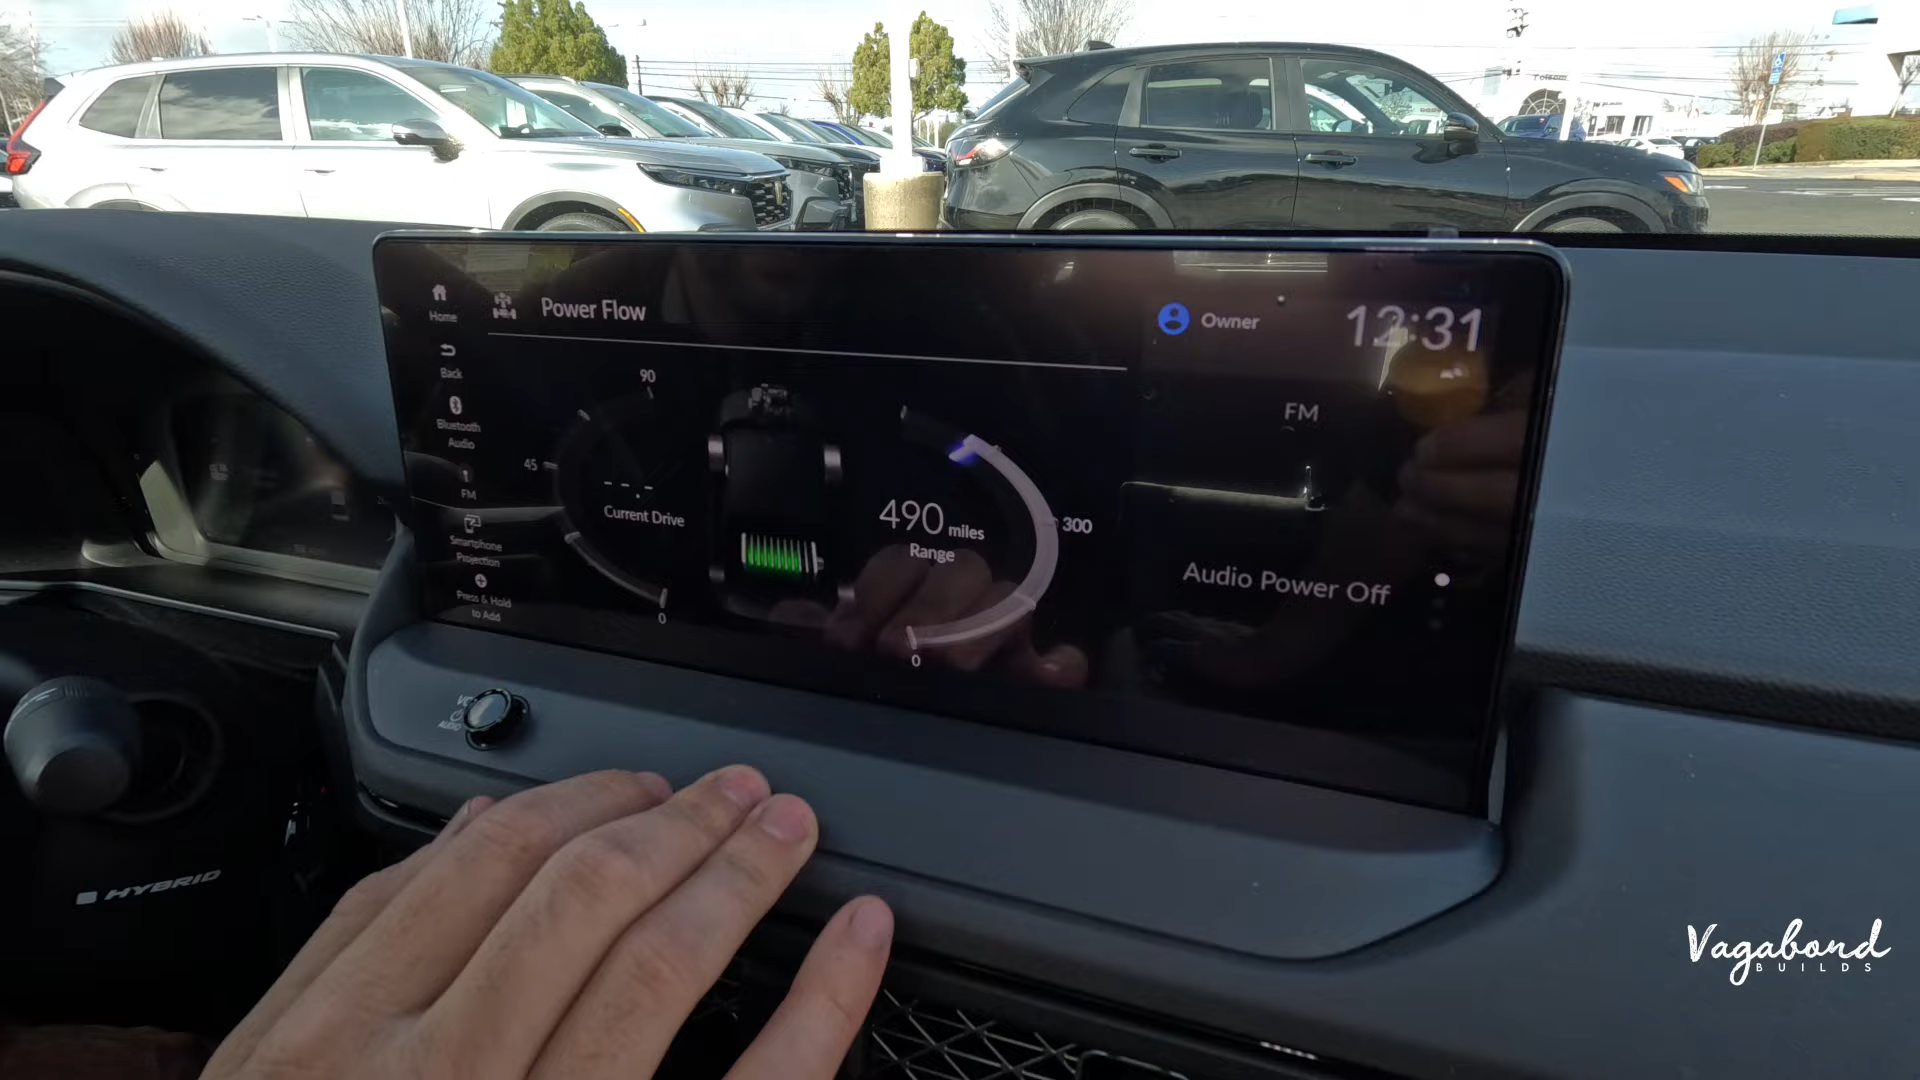 Home
Power Flow
Owner
12:31
Back
90
FM
Bluetooth
Audio
45
--.-
Current Drive
490 miles
Range
300
FM
Smartphone
Projection
Audio Power Off
Press & Hold
to Add
0
0
AUDIO
HYBRID
Vagabond
BUILDS